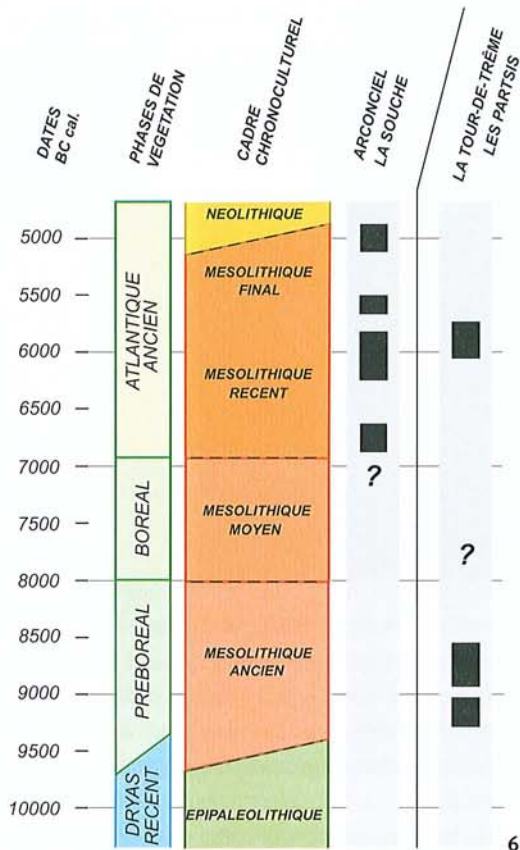 DATES
BC cal.
PHASES DE
VEGETATION
CADRE
CHRONOCULTUREL
ARCONCIEL
LA SOUCHE
LA TOUR-DE-TRÊME
LES PARTSIS
5000
5500
6000
6500
7000
7500
8000
8500
9000
9500
10000
ATLANTIQUE
ANCIEN
BOREAL
PREBOREAL
DRYAS
RECENT
NEOLITHIQUE
MESOLITHIQUE
FINAL
MESOLITHIQUE
RECENT
MESOLITHIQUE
MOYEN
MESOLITHIQUE
ANCIEN
EPIPALEOLITHIQUE
?
?
6